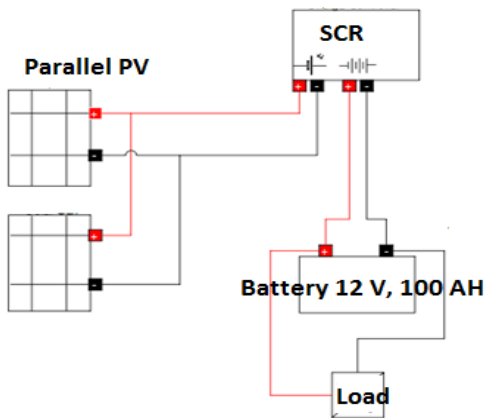 SCR
Parallel PV
+
-
+
-
+
-
+
-
+
-
Battery 12 V, 100 AH
Load